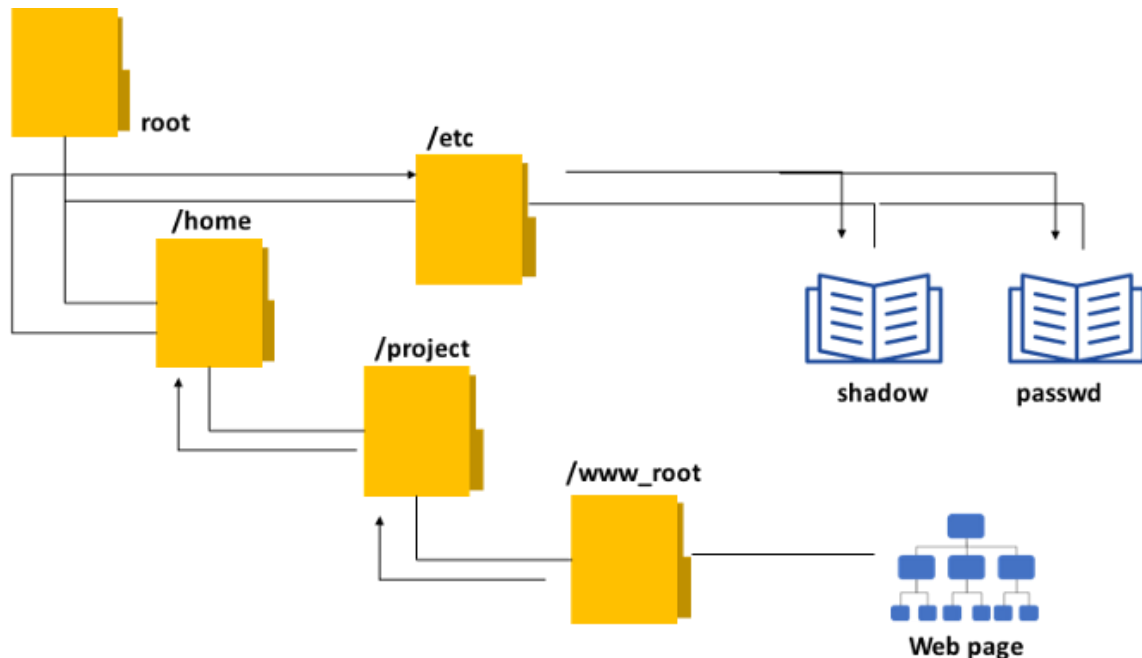 root
/etc
/home
/project
shadow
passwd
/www_root
Web page